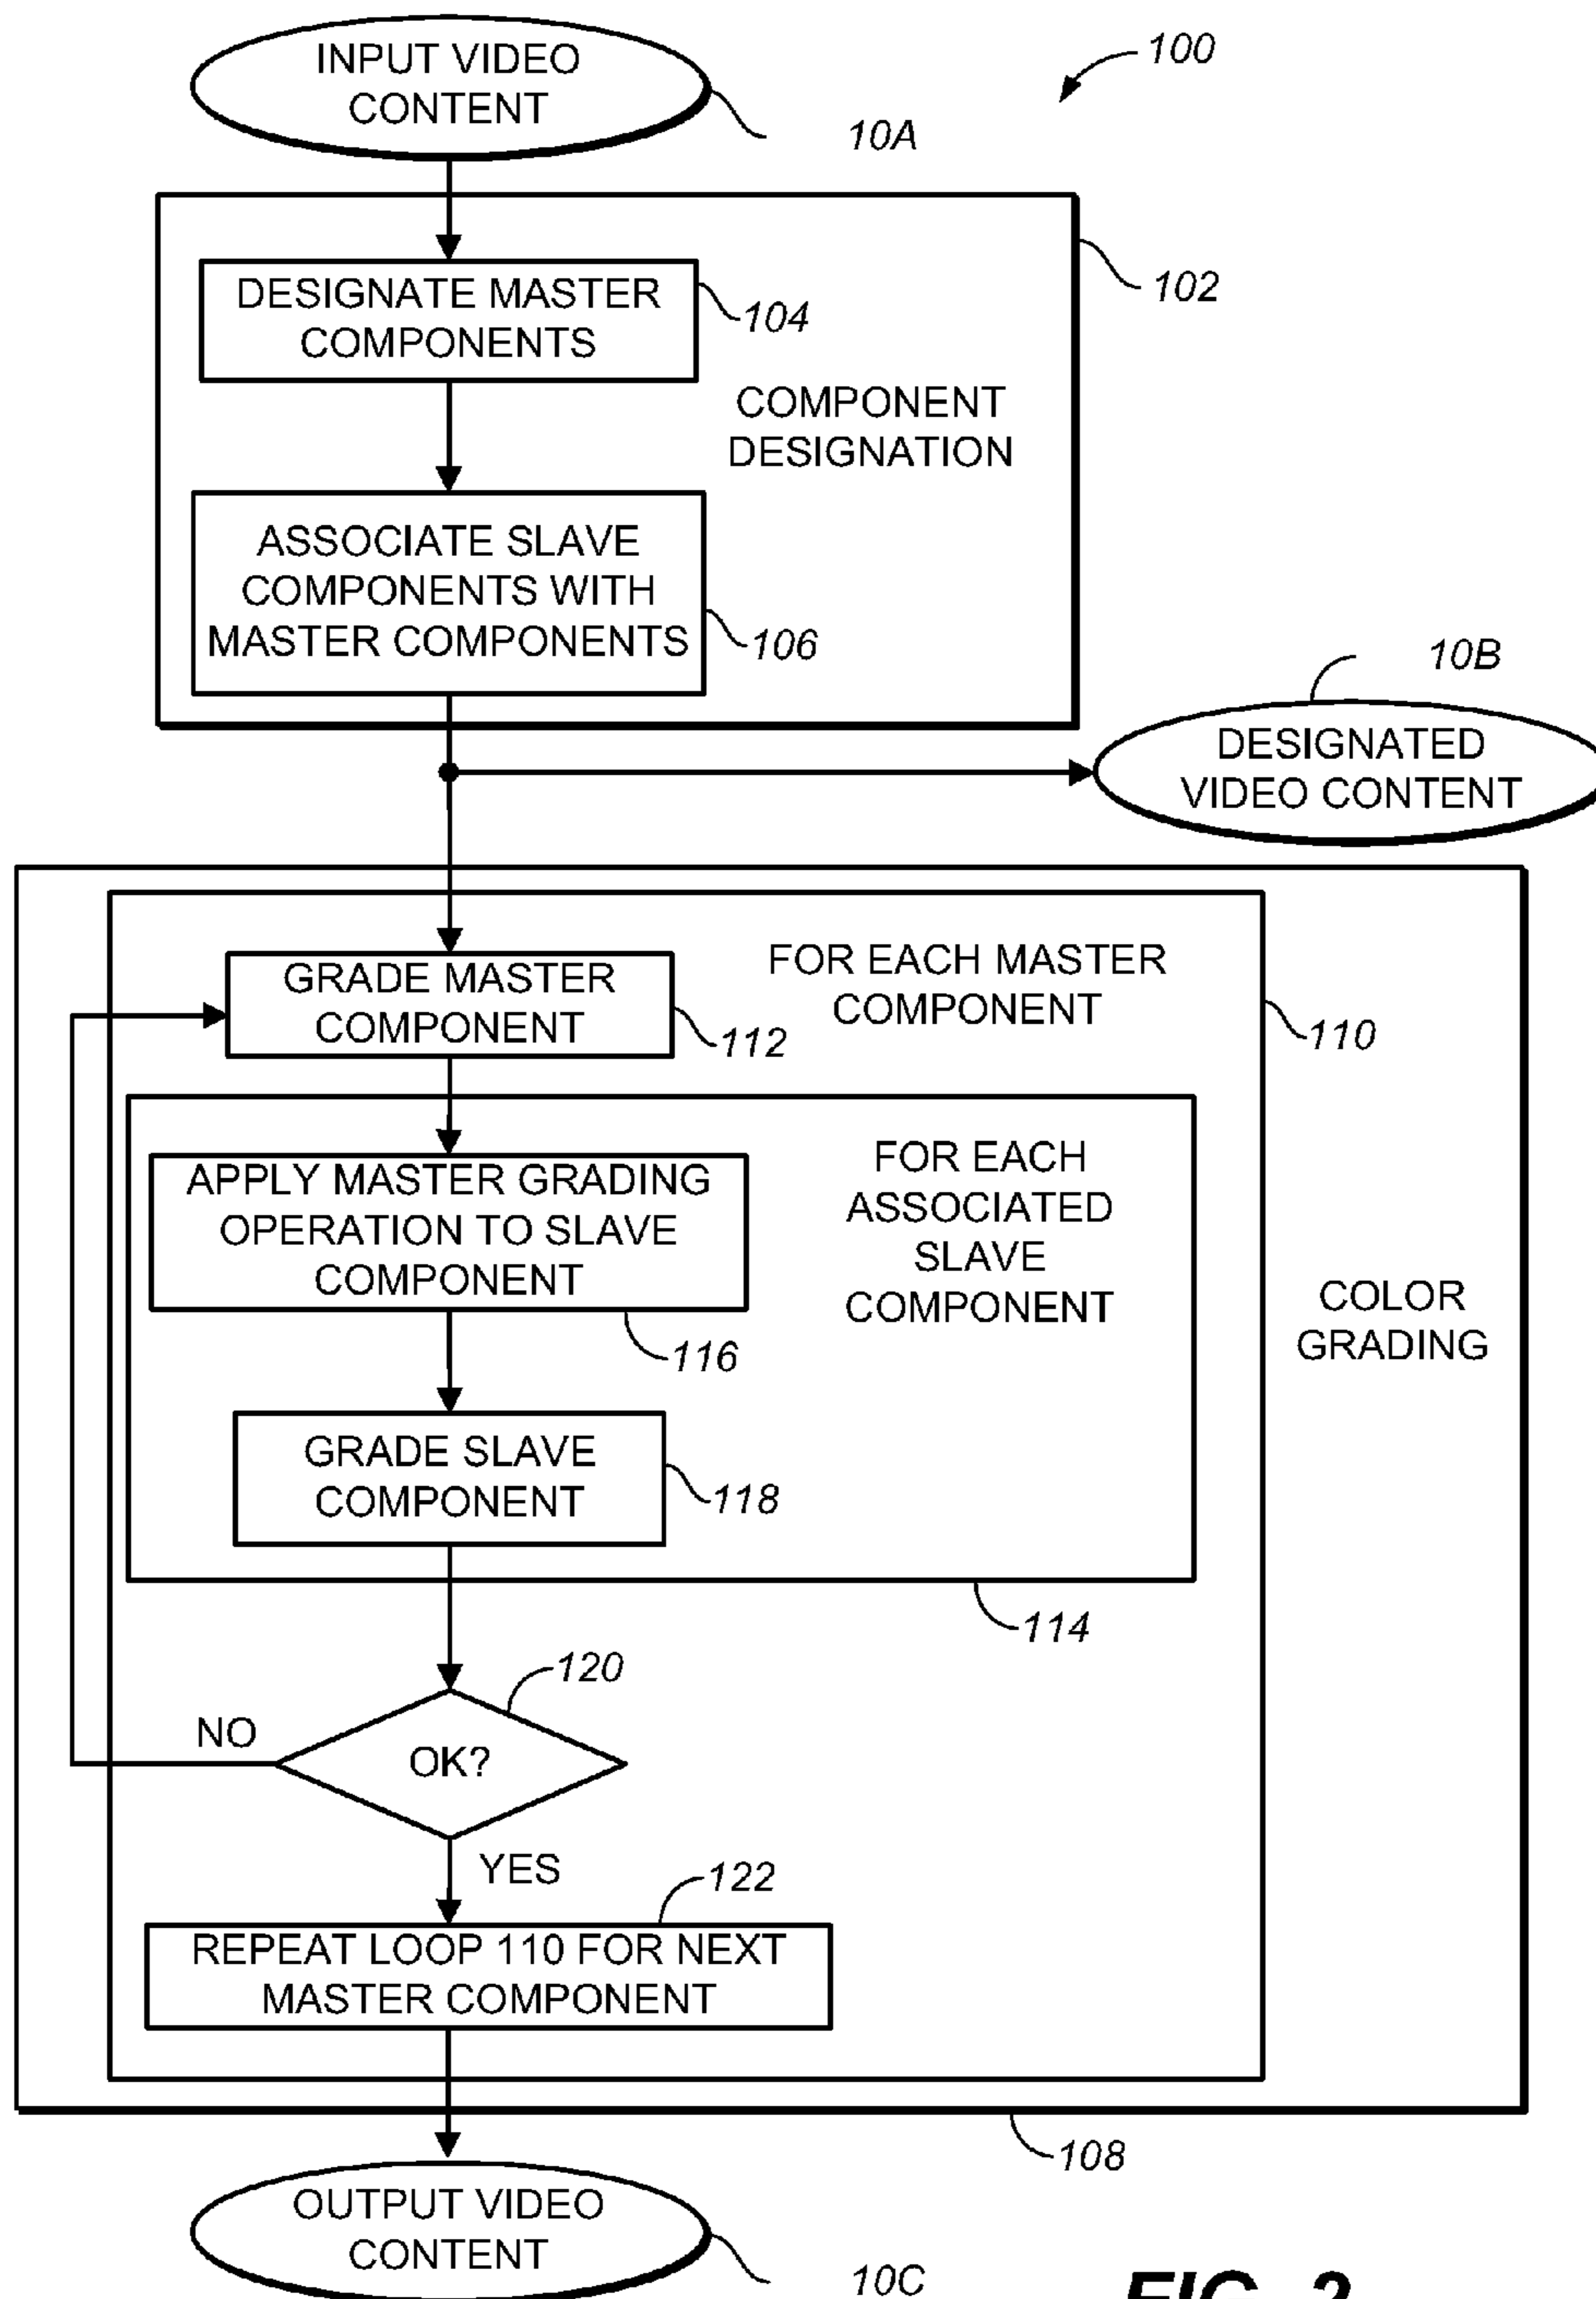 INPUT VIDEO
CONTENT
100
10A
DESIGNATE MASTER
COMPONENTS
104
102
COMPONENT
DESIGNATION
ASSOCIATE SLAVE
COMPONENTS WITH
MASTER COMPONENTS
106
10B
DESIGNATED
VIDEO CONTENT
GRADE MASTER
COMPONENT
112
FOR EACH MASTER
COMPONENT
110
APPLY MASTER GRADING
OPERATION TO SLAVE
COMPONENT
116
FOR EACH
ASSOCIATED
SLAVE
COMPONENT
COLOR
GRADING
GRADE SLAVE
COMPONENT
118
114
120
NO
OK?
YES
122
REPEAT LOOP 110 FOR NEXT
MASTER COMPONENT
108
OUTPUT VIDEO
CONTENT
10C
FIG. 2